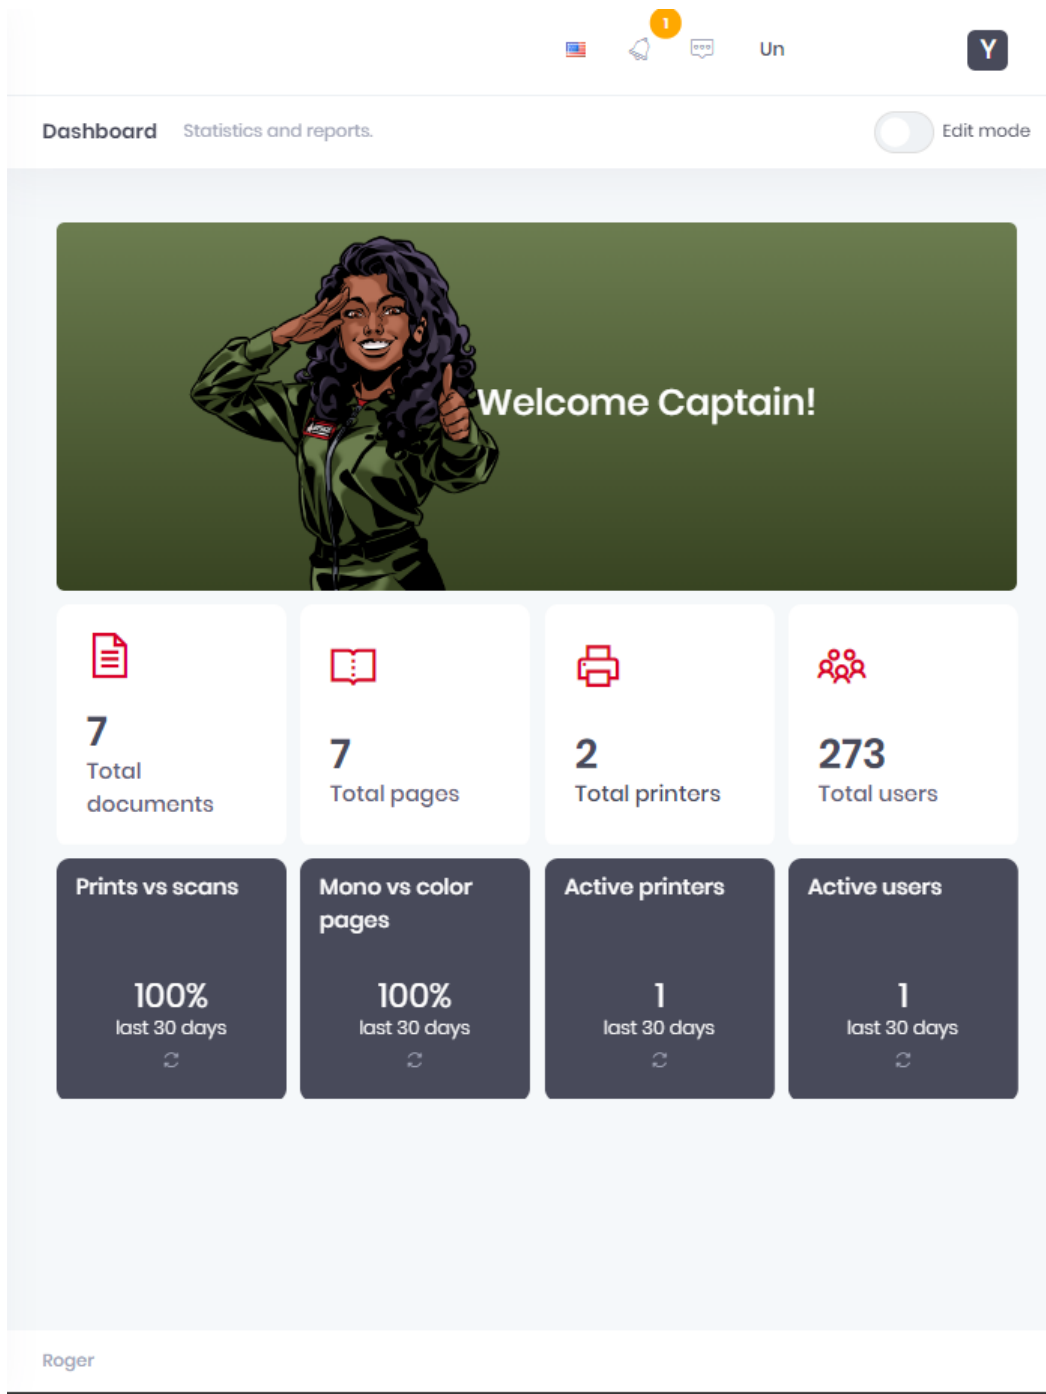 1
Un
Y
Dashboard Statistics and reports.
Edit mode
Welcome Captain!
7
Total
documents
7
Total pages
2
Total printers
273
Total users
Prints vs scans
100%
last 30 days
Mono vs color
pages
100%
last 30 days
Active printers
1
last 30 days
Active users
1
last 30 days
Roger